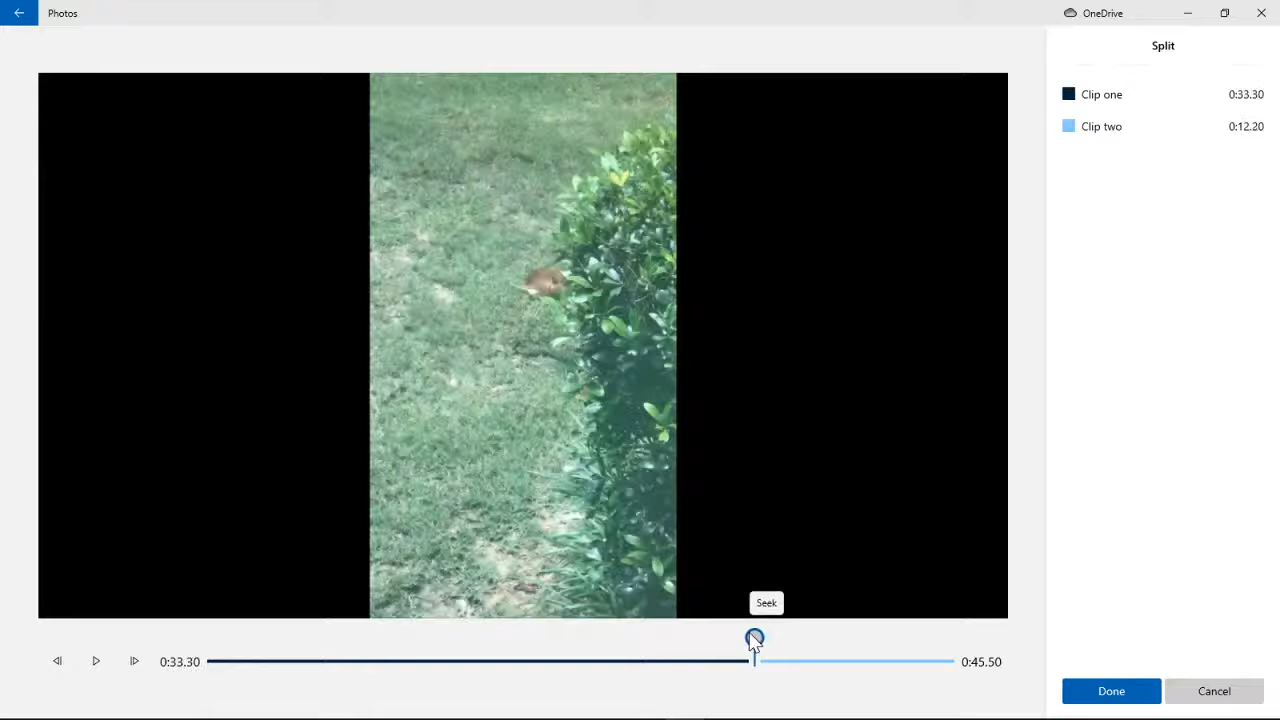 Photos
OneDrive
Split
Clip one 0:33.30
Clip two 0:12.20
Seek
0:33.30
0:45.50
Done
Cancel